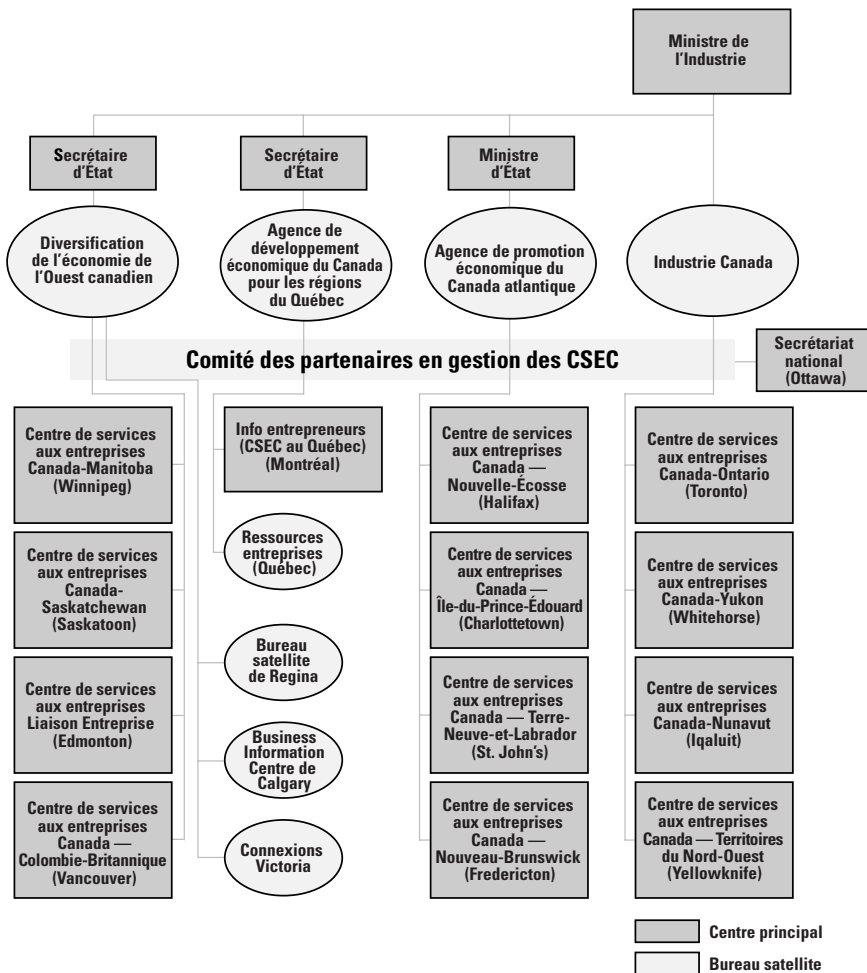 Ministre de
l'Industrie
Secrétaire
d'État
Secrétaire
d'État
Ministre
d'État
Diversification
de l'économie de
l'Ouest canadien
Agence de
développement
économique du Canada
pour les régions
du Québec
Agence de promotion
économique du
Canada atlantique
Industrie Canada
Comité des partenaires en gestion des CSEC
Secrétariat
national
(Ottawa)
Centre de services
aux entreprises
Canada-Manitoba
(Winnipeg)
Centre de services
aux entreprises
Canada-
Saskatchewan
(Saskatoon)
Centre de services
aux entreprises
Liaison Entreprise
(Edmonton)
Centre de services
aux entreprises
Canada —
Colombie-Britannique
(Vancouver)
Info entrepreneurs
(CSEC au Québec)
(Montréal)
Ressources
entreprises
(Québec)
Bureau
satellite
de Regina
Business
Information
Centre de
Calgary
Connexions
Victoria
Centre de services
aux entreprises
Canada —
Nouvelle-Écosse
(Halifax)
Centre de services
aux entreprises
Canada —
Île-du-Prince-Édouard
(Charlottetown)
Centre de services
aux entreprises
Canada — Terre-
Neuve-et-Labrador
(St. John's)
Centre de services
aux entreprises
Canada —
Nouveau-Brunswick
(Fredericton)
Centre de services
aux entreprises
Canada-Ontario
(Toronto)
Centre de services
aux entreprises
Canada-Yukon
(Whitehorse)
Centre de services
aux entreprises
Canada-Nunavut
(Iqaluit)
Centre de services
aux entreprises
Canada — Territoires
du Nord-Ouest
(Yellowknife)
Centre principal
Bureau satellite